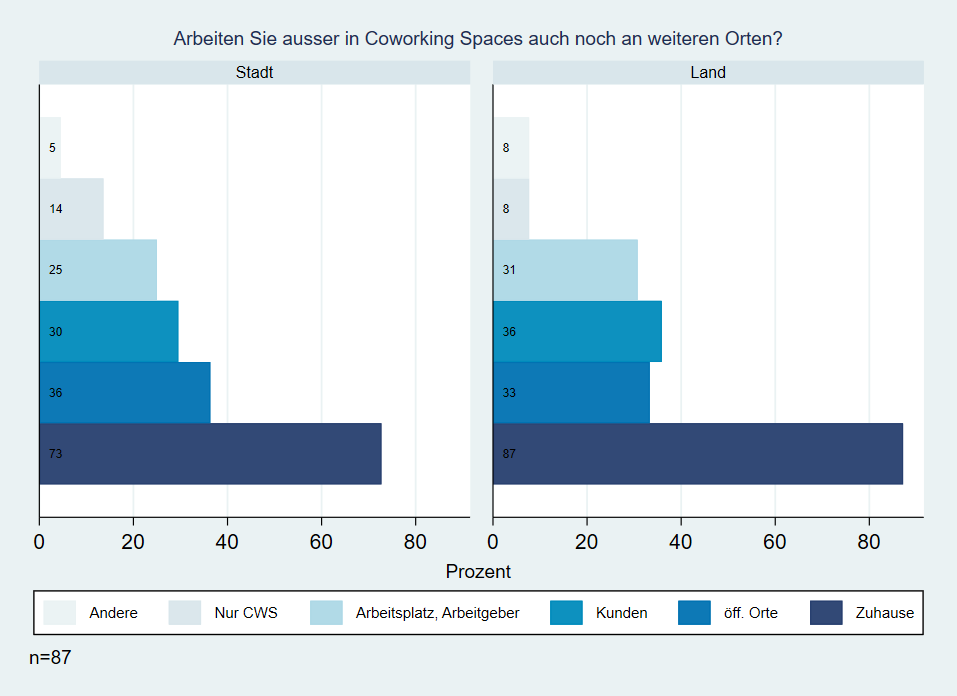 Arbeiten Sie ausser in Coworking Spaces auch noch an weiteren Orten?
Stadt
Land
5
14
25
30
36
73
8
8
31
36
33
87
0 20 40 60 80
0 20 40 60 80
Prozent
Andere Nur CWS Arbeitsplatz, Arbeitgeber Kunden öff. Orte Zuhause
n=87